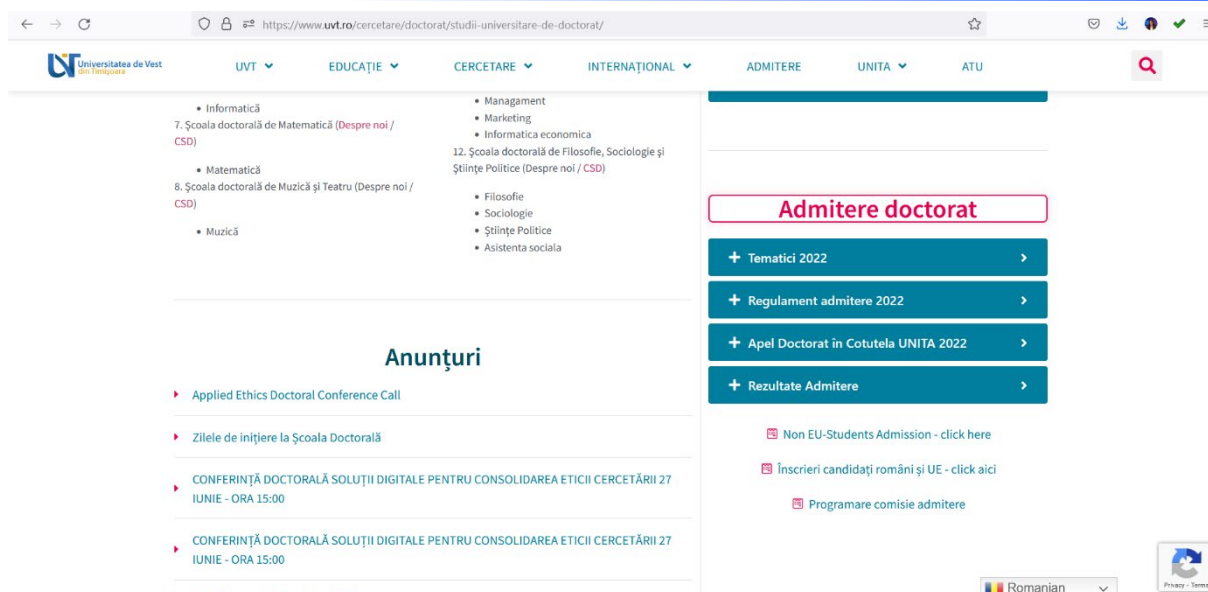 https://www.uvt.ro/cercetare/doctorat/studii-universitare-de-doctorat/
Universitatea de Vest
din Timișoara
UVT
EDUCAȚIE
CERCETARE
INTERNAȚIONAL
ADMITERE
UNITA
ATU
• Informatică
7. Școala doctorală de Matematică (Despre noi /
CSD)
• Matematică
8. Școala doctorală de Muzică și Teatru (Despre noi /
CSD)
• Muzică
• Managament
• Marketing
• Informatica economica
12. Școala doctorală de Filosofie, Sociologie și
Științe Politice (Despre noi / CSD)
• Filosofie
• Sociologie
• Științe Politice
• Asistenta sociala
Anunțuri
Applied Ethics Doctoral Conference Call
Zilele de inițiere la Școala Doctorală
CONFERINȚĂ DOCTORALĂ SOLUȚII DIGITALE PENTRU CONSOLIDAREA ETICII CERCETĂRII 27
IUNIE - ORA 15:00
CONFERINȚĂ DOCTORALĂ SOLUȚII DIGITALE PENTRU CONSOLIDAREA ETICII CERCETĂRII 27
IUNIE - ORA 15:00
Admitere doctorat
+ Tematici 2022
+ Regulament admitere 2022
+ Apel Doctorat în Cotutela UNITA 2022
+ Rezultate Admitere
Non EU-Students Admission - click here
Înscrieri candidați români și UE - click aici
Programare comisie admitere
Romanian
Privacy - Terms